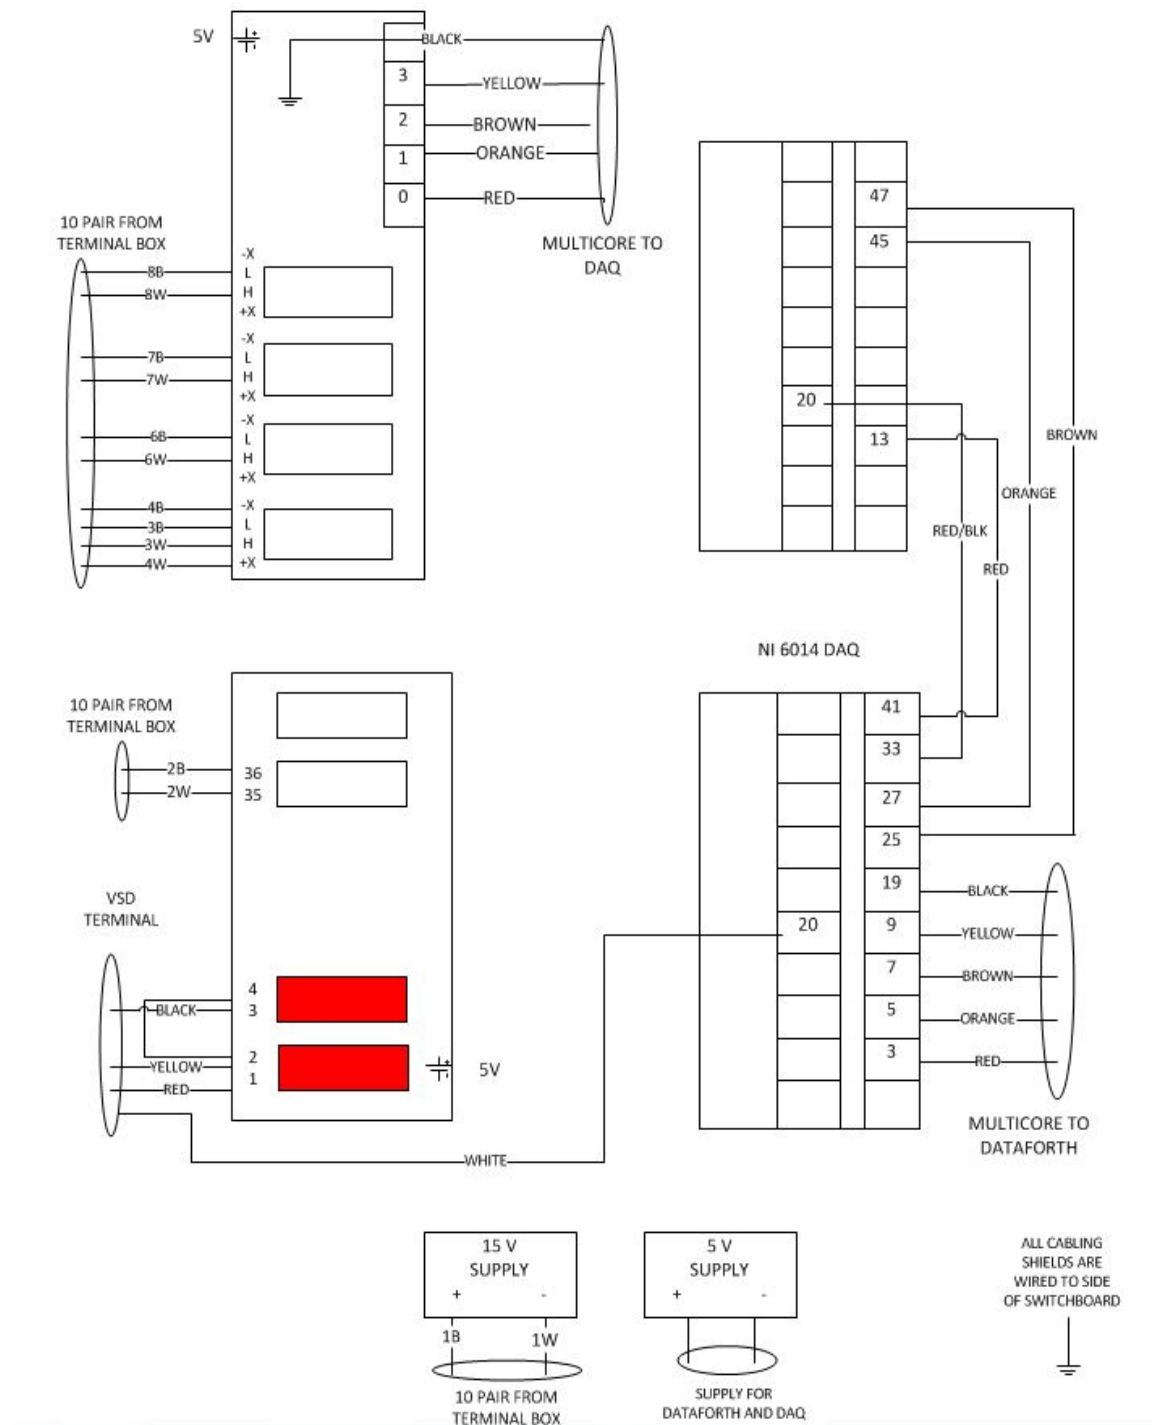 5V
BLACK
3
YELLOW
2
BROWN
1
ORANGE
0
RED
MULTICORE TO
DAQ
10 PAIR FROM
TERMINAL BOX
-X
8B
L
8W
H
+X
-X
7B
L
7W
H
+X
-X
6B
L
6W
H
+X
4B
-X
3B
L
3W
H
4W
+X
47
45
20
13
BROWN
ORANGE
RED/BLK
RED
NI 6014 DAQ
41
33
27
25
19
BLACK
20
9
YELLOW
7
BROWN
5
ORANGE
3
RED
MULTICORE TO
DATAFORTH
10 PAIR FROM
TERMINAL BOX
2B
36
2W
35
VSD
TERMINAL
4
BLACK
3
2
YELLOW
1
RED
5V
WHITE
15 V
SUPPLY
+ -
1B
1W
10 PAIR FROM
TERMINAL BOX
5 V
SUPPLY
+ -
SUPPLY FOR
DATAFORTH AND DAQ
ALL CABLING
SHIELDS ARE
WIRED TO SIDE
OF SWITCHBOARD